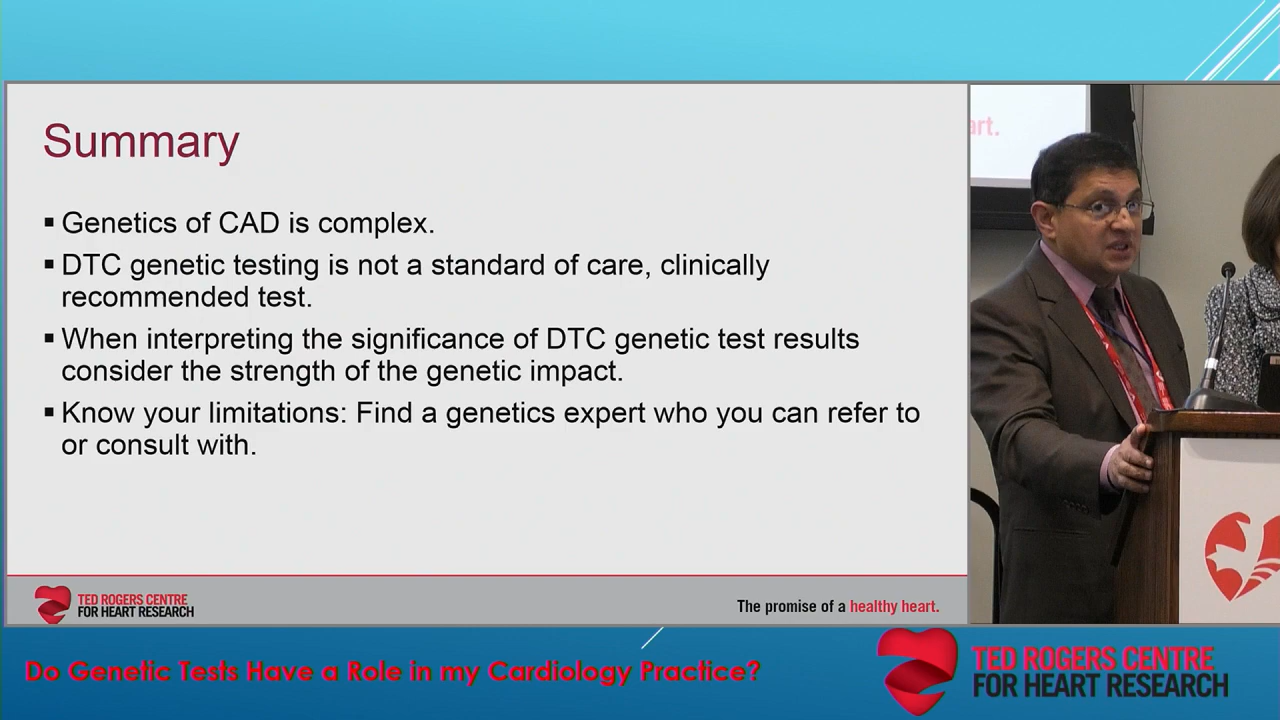 Summary
▪ Genetics of CAD is complex.
▪ DTC genetic testing is not a standard of care, clinically
recommended test.
▪ When interpreting the significance of DTC genetic test results
consider the strength of the genetic impact.
▪ Know your limitations: Find a genetics expert who you can refer to
or consult with.
TED ROGERS CENTRE
FOR HEART RESEARCH
The promise of a healthy heart.
art.
Do Genetic Tests Have a Role in my Cardiology Practice?
TED ROGERS CENTRE
FOR HEART RESEARCH